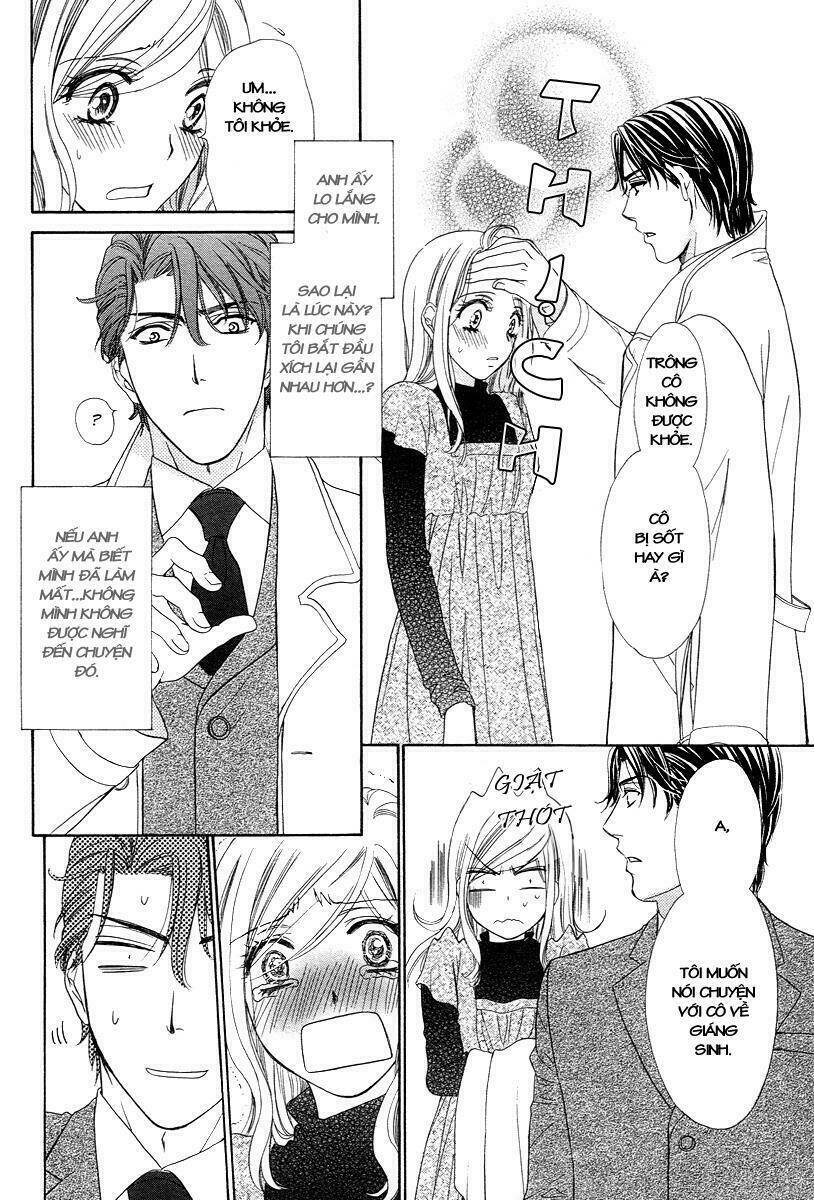 THỊCH
TRÔNG
CÔ
KHÔNG
ĐƯỢC
KHỎE.
CÔ
BỊ SỐT
HAY GÌ
À?
ƯM...
KHÔNG
TÔI KHỎE.
ANH ẤY
LO LẮNG
CHO MÌNH.
SAO LẠI
LÀ LÚC NÀY?
KHI CHÚNG
TÔI BẮT ĐẦU
XÍCH LẠI GẦN
NHAU HƠN...?
?
NẾU ANH
ẤY MÀ BIẾT
MÌNH ĐÃ LÀM
MẤT...KHÔNG
MÌNH KHÔNG
ĐƯỢC NGHĨ
ĐẾN CHUYỆN
ĐÓ.
A,
TÔI MUỐN
NÓI CHUYỆN
VỚI CÔ VỀ
GIÁNG
SINH.
GIẬT
THÓT